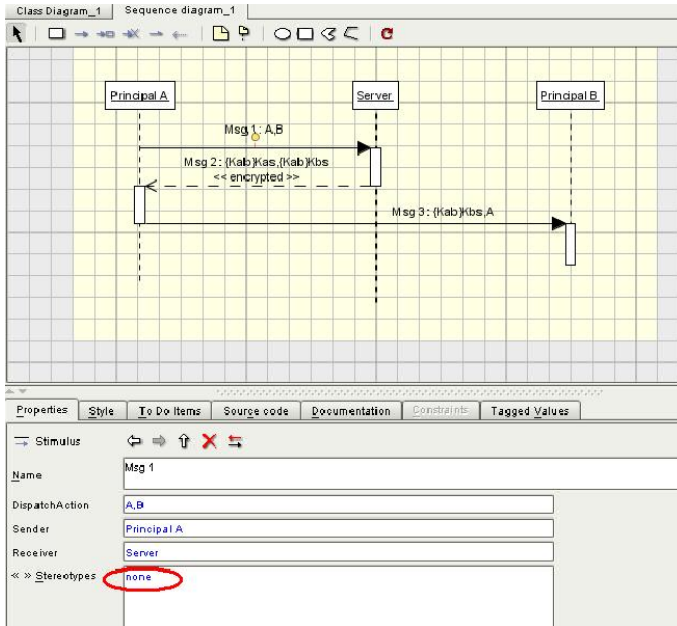 Class Diagram_1 Sequence diagram_1
Principal A Server Principal B
Msg 1 : A,B
Msg 2 : {Kab}Kas,{Kab}Kbs
<< encrypted >>
Msg 3 : {Kab}Kbs,A
Properties Style To Do Items Source code Documentation Constraints Tagged Values
Stimulus
Name Msg 1
DispatchAction A,B
Sender Principal A
Receiver Server
« » Stereotypes none